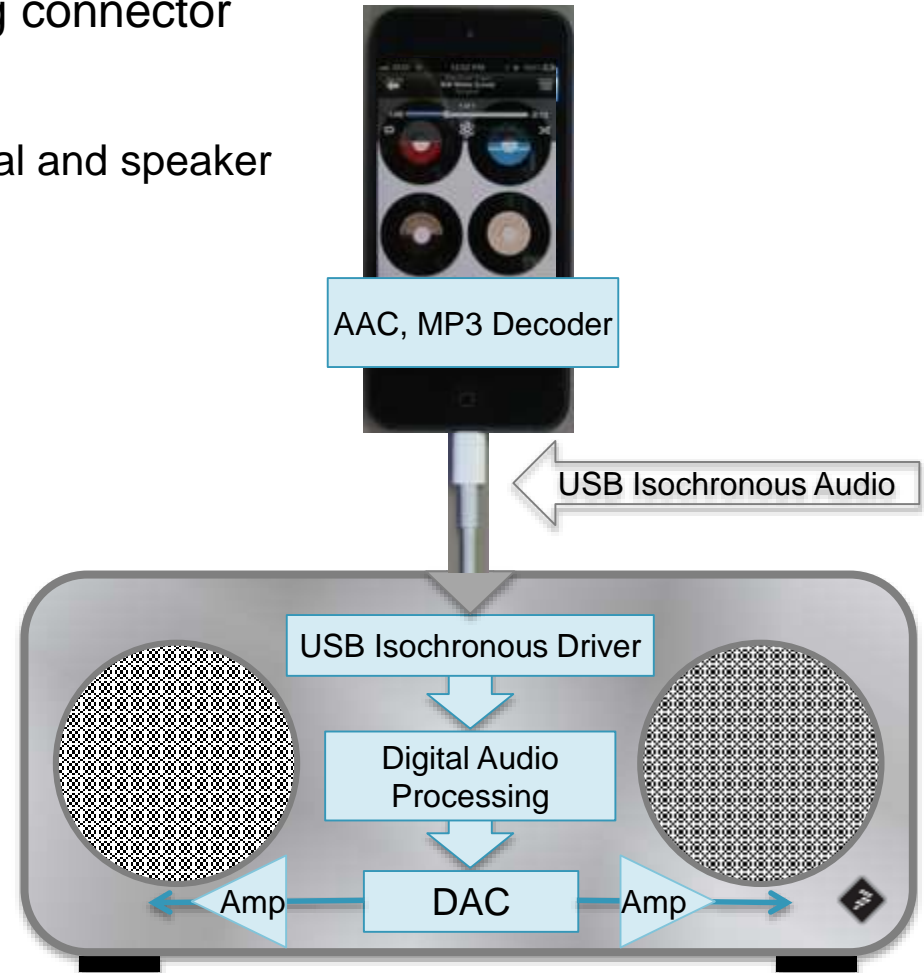 g connector
al and speaker
AAC, MP3 Decoder
USB Isochronous Audio
USB Isochronous Driver
Digital Audio
Processing
Amp
DAC
Amp